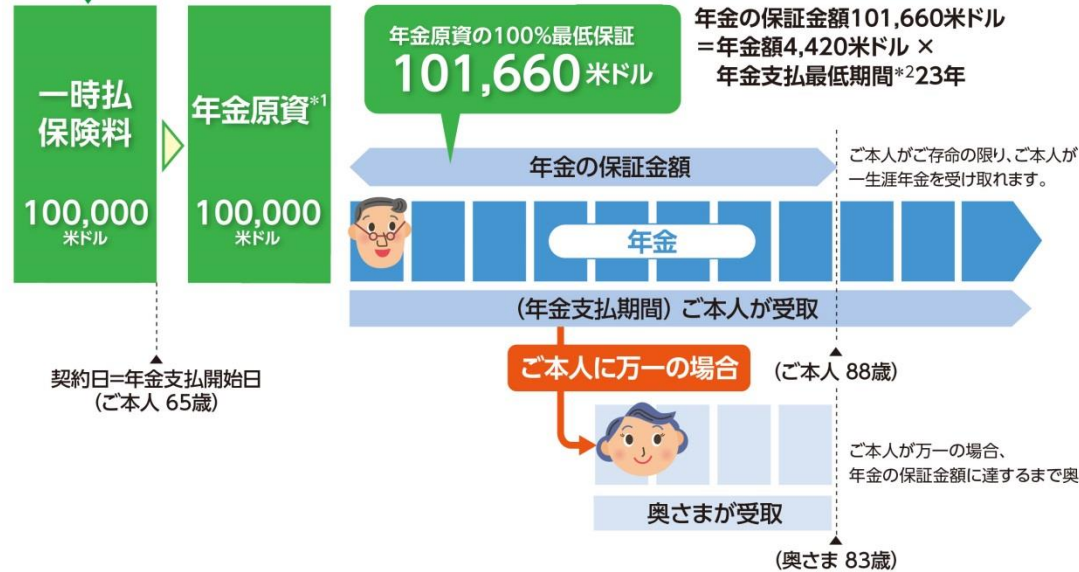 一時払
保険料
100,000
米ドル
年金原資*1
100,000
米ドル
年金原資の100%最低保証
101,660米ドル
年金の保証金額101,660米ドル
=年金額4,420米ドル ×
年金支払最低期間*2 23年
年金の保証金額
ご本人がご存命の限り、ご本人が
一生涯年金を受け取れます。
年金
(年金支払期間) ご本人が受取
契約日=年金支払開始日
(ご本人 65歳)
ご本人に万一の場合
(ご本人 88歳)
ご本人が万一の場合、
年金の保証金額に達するまで奥
奥さまが受取
(奥さま 83歳)